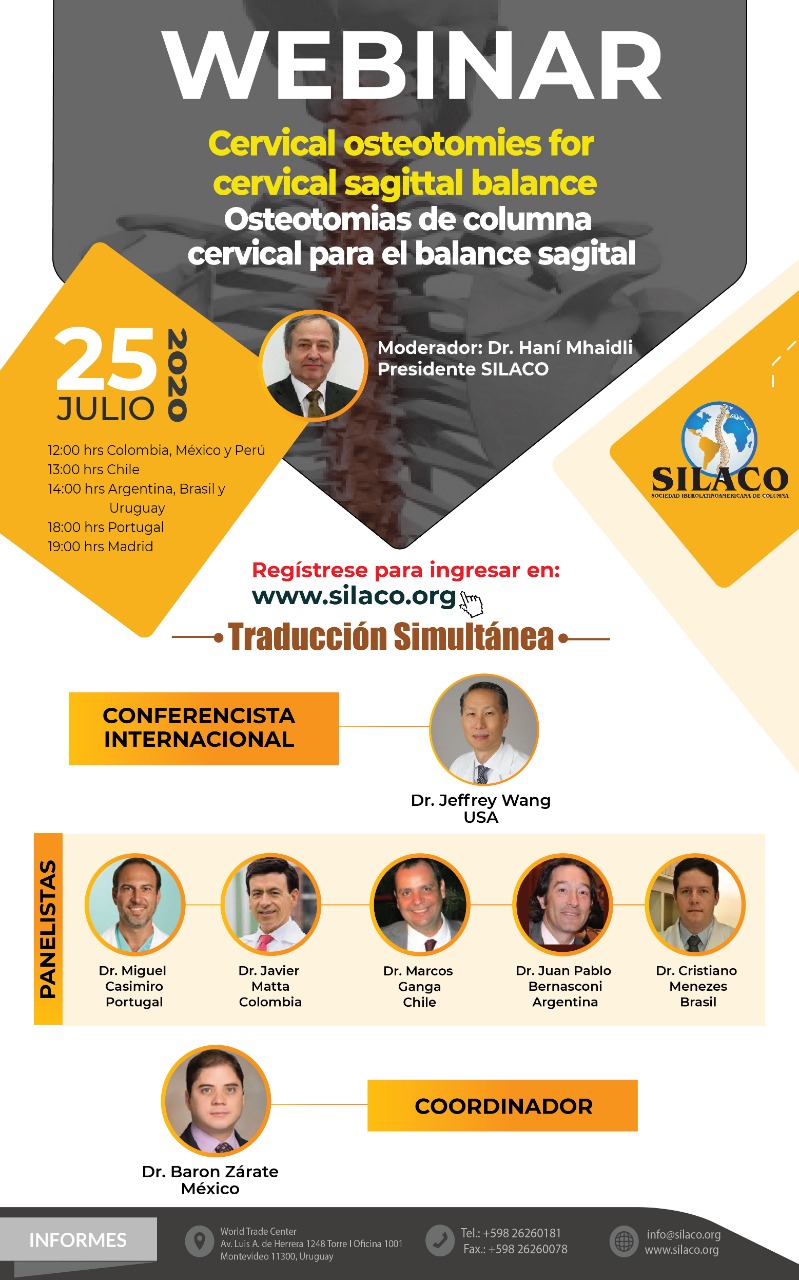 WEBINAR
Cervical osteotomies for
cervical sagittal balance
Osteotomias de columna
cervical para el balance sagital
25
JULIO
2020
12:00 hrs Colombia, México y Perú
13:00 hrs Chile
14:00 hrs Argentina, Brasil y
Uruguay
18:00 hrs Portugal
19:00 hrs Madrid
Moderador: Dr. Haní Mhaidli
Presidente SILACO
SILACO
SOCIEDAD IBEROLATINOAMERICANA DE COLUMNA
Regístrese para ingresar en:
www.silaco.org
Traducción Simultánea
CONFERENCISTA
INTERNACIONAL
Dr. Jeffrey Wang
USA
PANELISTAS
Dr. Miguel
Casimiro
Portugal
Dr. Javier
Matta
Colombia
Dr. Marcos
Ganga
Chile
Dr. Juan Pablo
Bernasconi
Argentina
Dr. Cristiano
Menezes
Brasil
COORDINADOR
Dr. Baron Zárate
México
INFORMES
World Trade Center
Av. Luis A. de Herrera 1248 Torre I Oficina 1001
Montevideo 11300, Uruguay
Tel.: +598 26260181
Fax.: +598 26260078
info@silaco.org
www.silaco.org